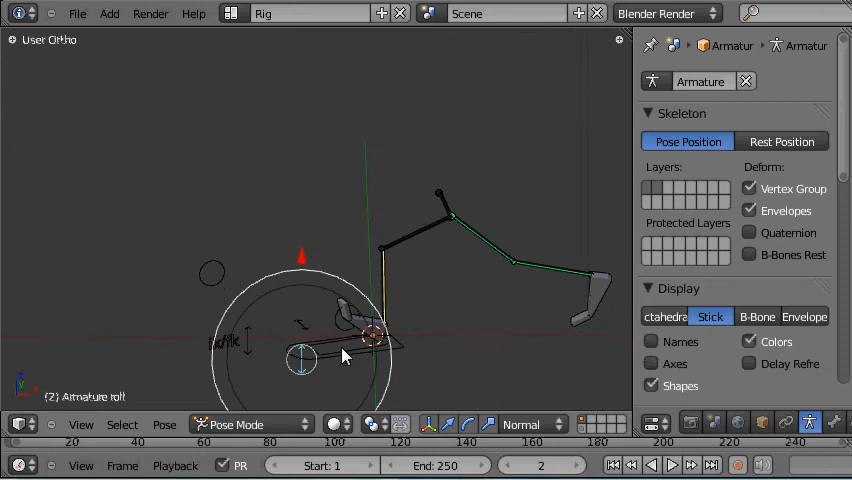 File Add Render Help Rig Scene Blender Render
User Ortho
Armatur Armatur
Armature
Skeleton
Pose Position Rest Position
Layers: Deform:
Vertex Group
Envelopes
Protected Layers
Quaternion
B-Bones Rest
Display
ctahedra Stick B-Bone Envelope
Names Colors
Axes Delay Refre
Shapes
ik/fk
y
x
(2) Armature roll
View Select Pose Pose Mode Normal
20 40 60 80 100 120 140 160 180 200 220 240
View Frame Playback PR Start: 1 End: 250 2